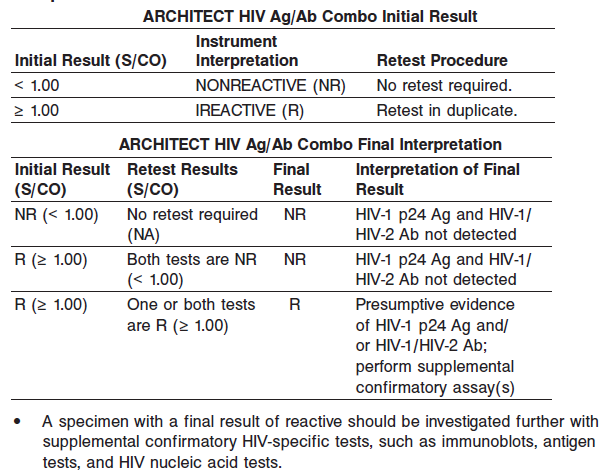 ARCHITECT HIV Ag/Ab Combo Initial Result
Instrument
Initial Result (S/CO) Interpretation Retest Procedure
< 1.00 NONREACTIVE (NR) No retest required.
≥ 1.00 IREACTIVE (R) Retest in duplicate.
ARCHITECT HIV Ag/Ab Combo Final Interpretation
Initial Result Retest Results Final Interpretation of Final
(S/CO) (S/CO) Result Result
NR (< 1.00) No retest required NR HIV-1 p24 Ag and HIV-1/
(NA) HIV-2 Ab not detected
R (≥ 1.00) Both tests are NR NR HIV-1 p24 Ag and HIV-1/
(< 1.00) HIV-2 Ab not detected
R (≥ 1.00) One or both tests R Presumptive evidence
are R (≥ 1.00) of HIV-1 p24 Ag and/
or HIV-1/HIV-2 Ab;
perform supplemental
confirmatory assay(s)
• A specimen with a final result of reactive should be investigated further with
supplemental confirmatory HIV-specific tests, such as immunoblots, antigen
tests, and HIV nucleic acid tests.